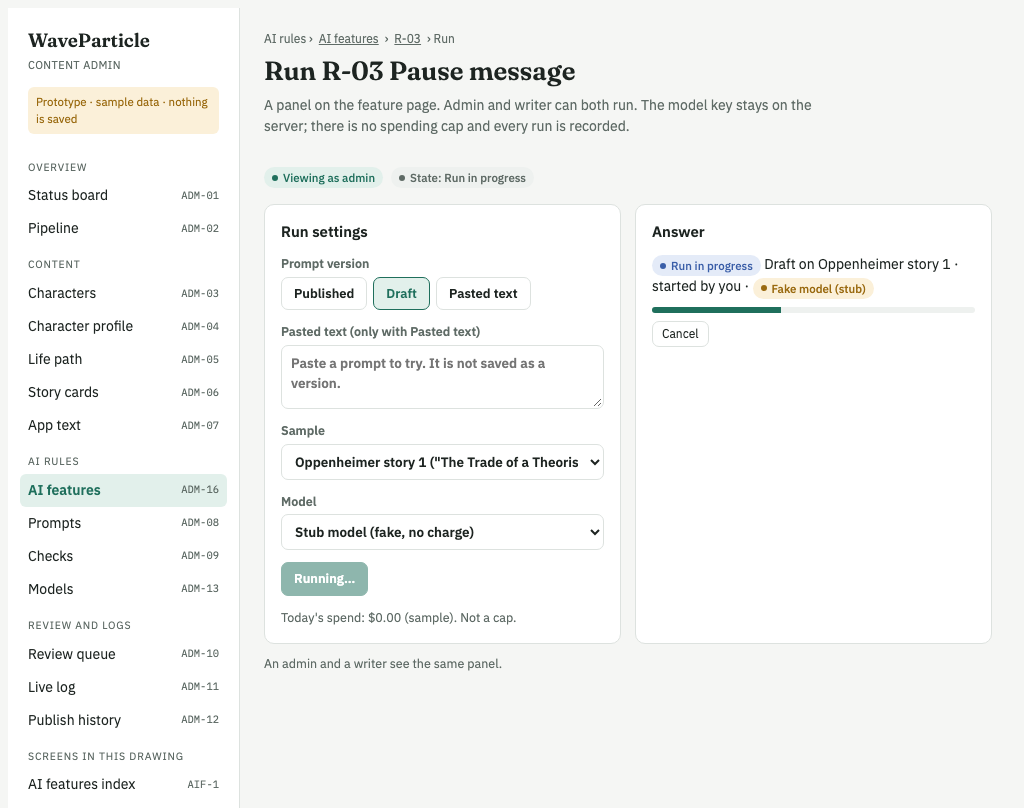 WaveParticle
CONTENT ADMIN
Prototype · sample data · nothing
is saved
OVERVIEW
Status board ADM-01
Pipeline ADM-02
CONTENT
Characters ADM-03
Character profile ADM-04
Life path ADM-05
Story cards ADM-06
App text ADM-07
AI RULES
AI features ADM-16
Prompts ADM-08
Checks ADM-09
Models ADM-13
REVIEW AND LOGS
Review queue ADM-10
Live log ADM-11
Publish history ADM-12
SCREENS IN THIS DRAWING
AI features index AIF-1
AI rules › AI features › R-03 › Run
Run R-03 Pause message
A panel on the feature page. Admin and writer can both run. The model key stays on the
server; there is no spending cap and every run is recorded.
Viewing as admin State: Run in progress
Run settings
Prompt version
Published Draft Pasted text
Pasted text (only with Pasted text)
Paste a prompt to try. It is not saved as a
version.
Sample
Oppenheimer story 1 ("The Trade of a Theoris
Model
Stub model (fake, no charge)
Running…
Today's spend: $0.00 (sample). Not a cap.
Answer
Run in progress Draft on Oppenheimer story 1 ·
started by you · Fake model (stub)
Cancel
An admin and a writer see the same panel.